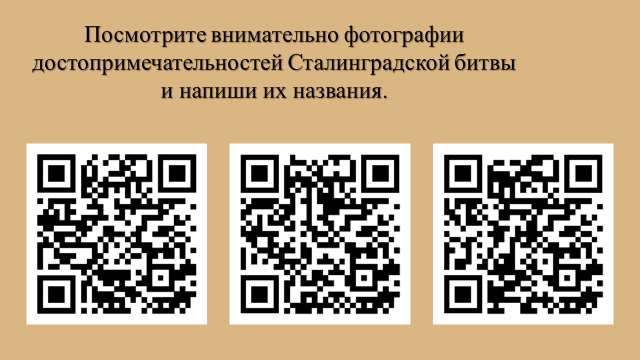 Посмотрите внимательно фотографии
достопримечательностей Сталинградской битвы
и напиши их названия.